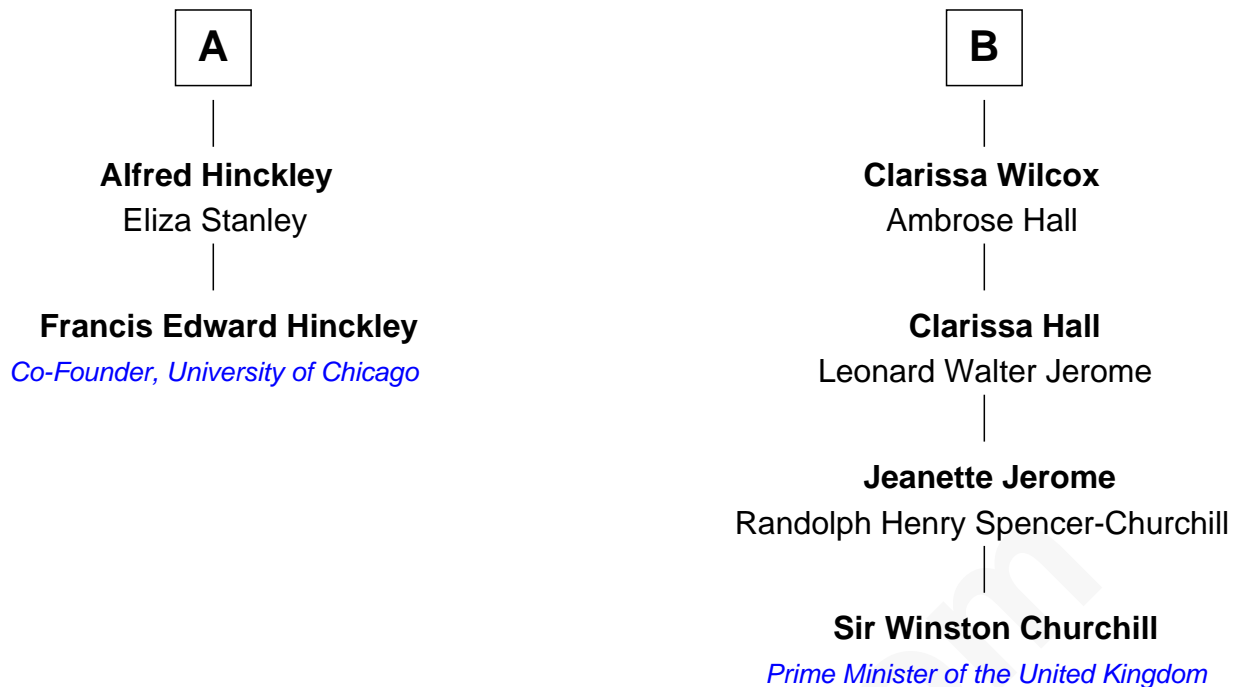 A
Alfred Hinckley
Eliza Stanley
Francis Edward Hinckley
Co-Founder, University of Chicago
B
Clarissa Wilcox
Ambrose Hall
Clarissa Hall
Leonard Walter Jerome
Jeanette Jerome
Randolph Henry Spencer-Churchill
Sir Winston Churchill
Prime Minister of the United Kingdom